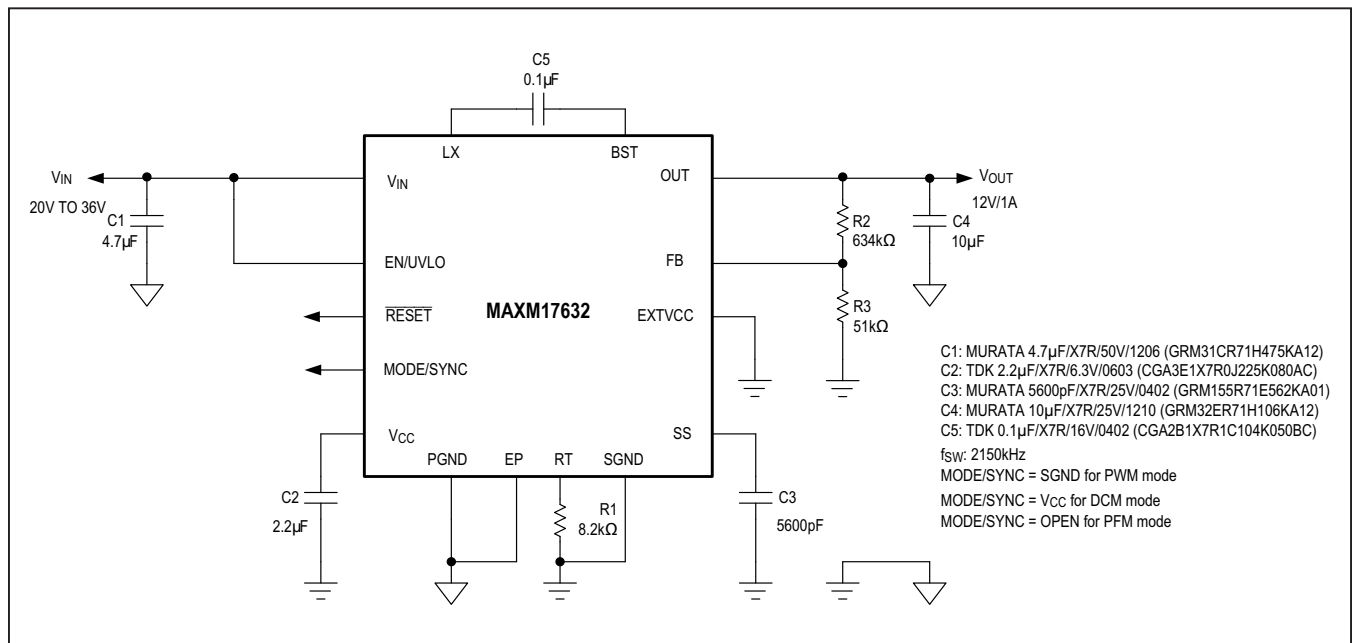 C5
0.1µF
LX
BST
VIN
20V TO 36V
C1
4.7µF
VIN
OUT
VOUT
12V/1A
R2
634kΩ
C4
10µF
EN/UVLO
FB
R3
51kΩ
RESET
MAXM17632
EXTVCC
MODE/SYNC
VCC
SS
PGND
EP
RT
SGND
C2
2.2µF
R1
8.2kΩ
C3
5600pF
C1: MURATA 4.7µF/X7R/50V/1206 (GRM31CR71H475KA12)
C2: TDK 2.2µF/X7R/6.3V/0603 (CGA3E1X7R0J225K080AC)
C3: MURATA 5600pF/X7R/25V/0402 (GRM155R71E562KA01)
C4: MURATA 10µF/X7R/25V/1210 (GRM32ER71H106KA12)
C5: TDK 0.1µF/X7R/16V/0402 (CGA2B1X7R1C104K050BC)
fSW: 2150kHz
MODE/SYNC = SGND for PWM mode
MODE/SYNC = VCC for DCM mode
MODE/SYNC = OPEN for PFM mode